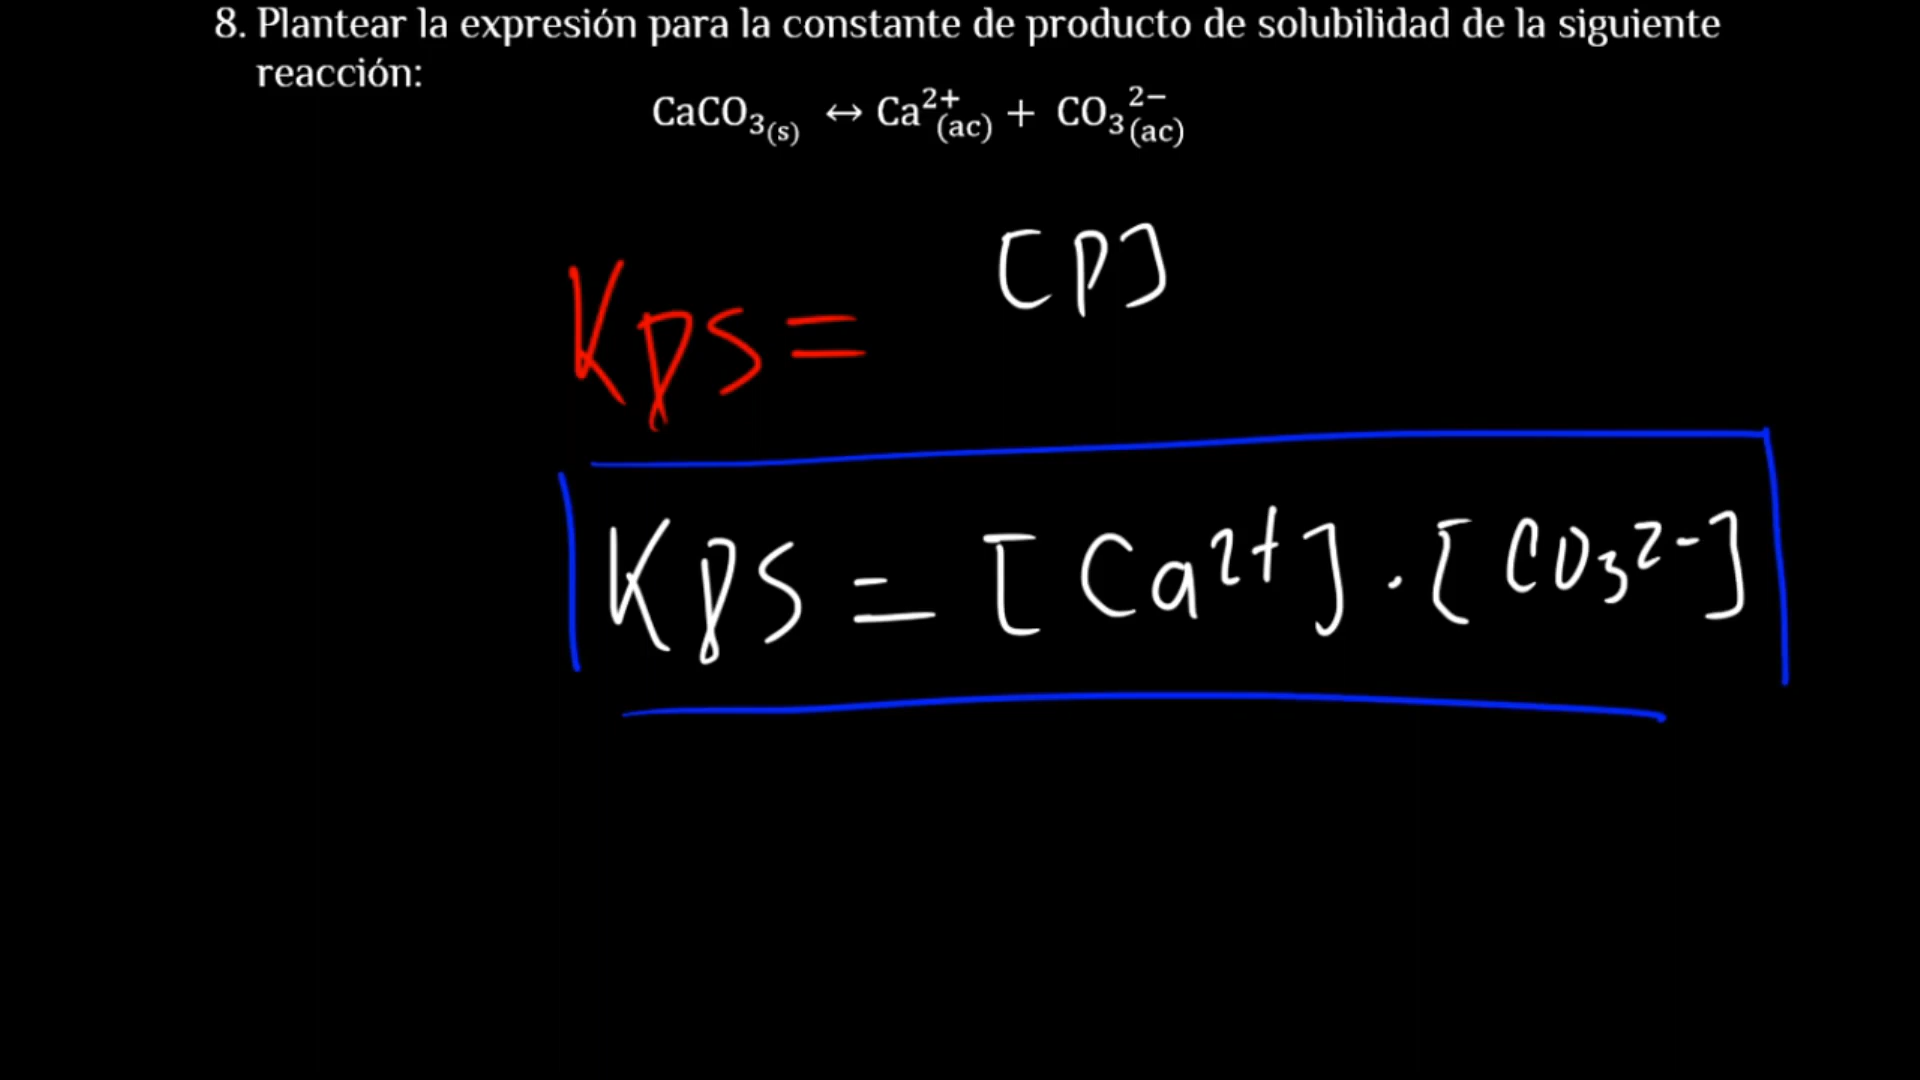 8. Plantear la expresión para la constante de producto de solubilidad de la siguiente
reacción:
CaCO₃₍ₛ₎ ↔ Ca²⁺₍ac₎ + CO₃²⁻₍ac₎
[P]
Kps =
Kps = [Ca²⁺] · [CO₃²⁻]